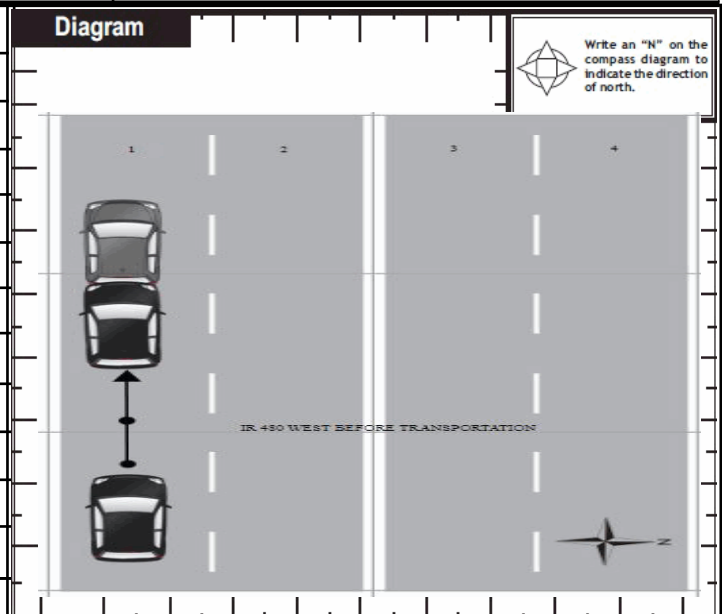 Diagram
Write an "N" on the
compass diagram to
indicate the direction
of north.
1 2 3 4
IR 480 WEST BEFORE TRANSPORTATION
N